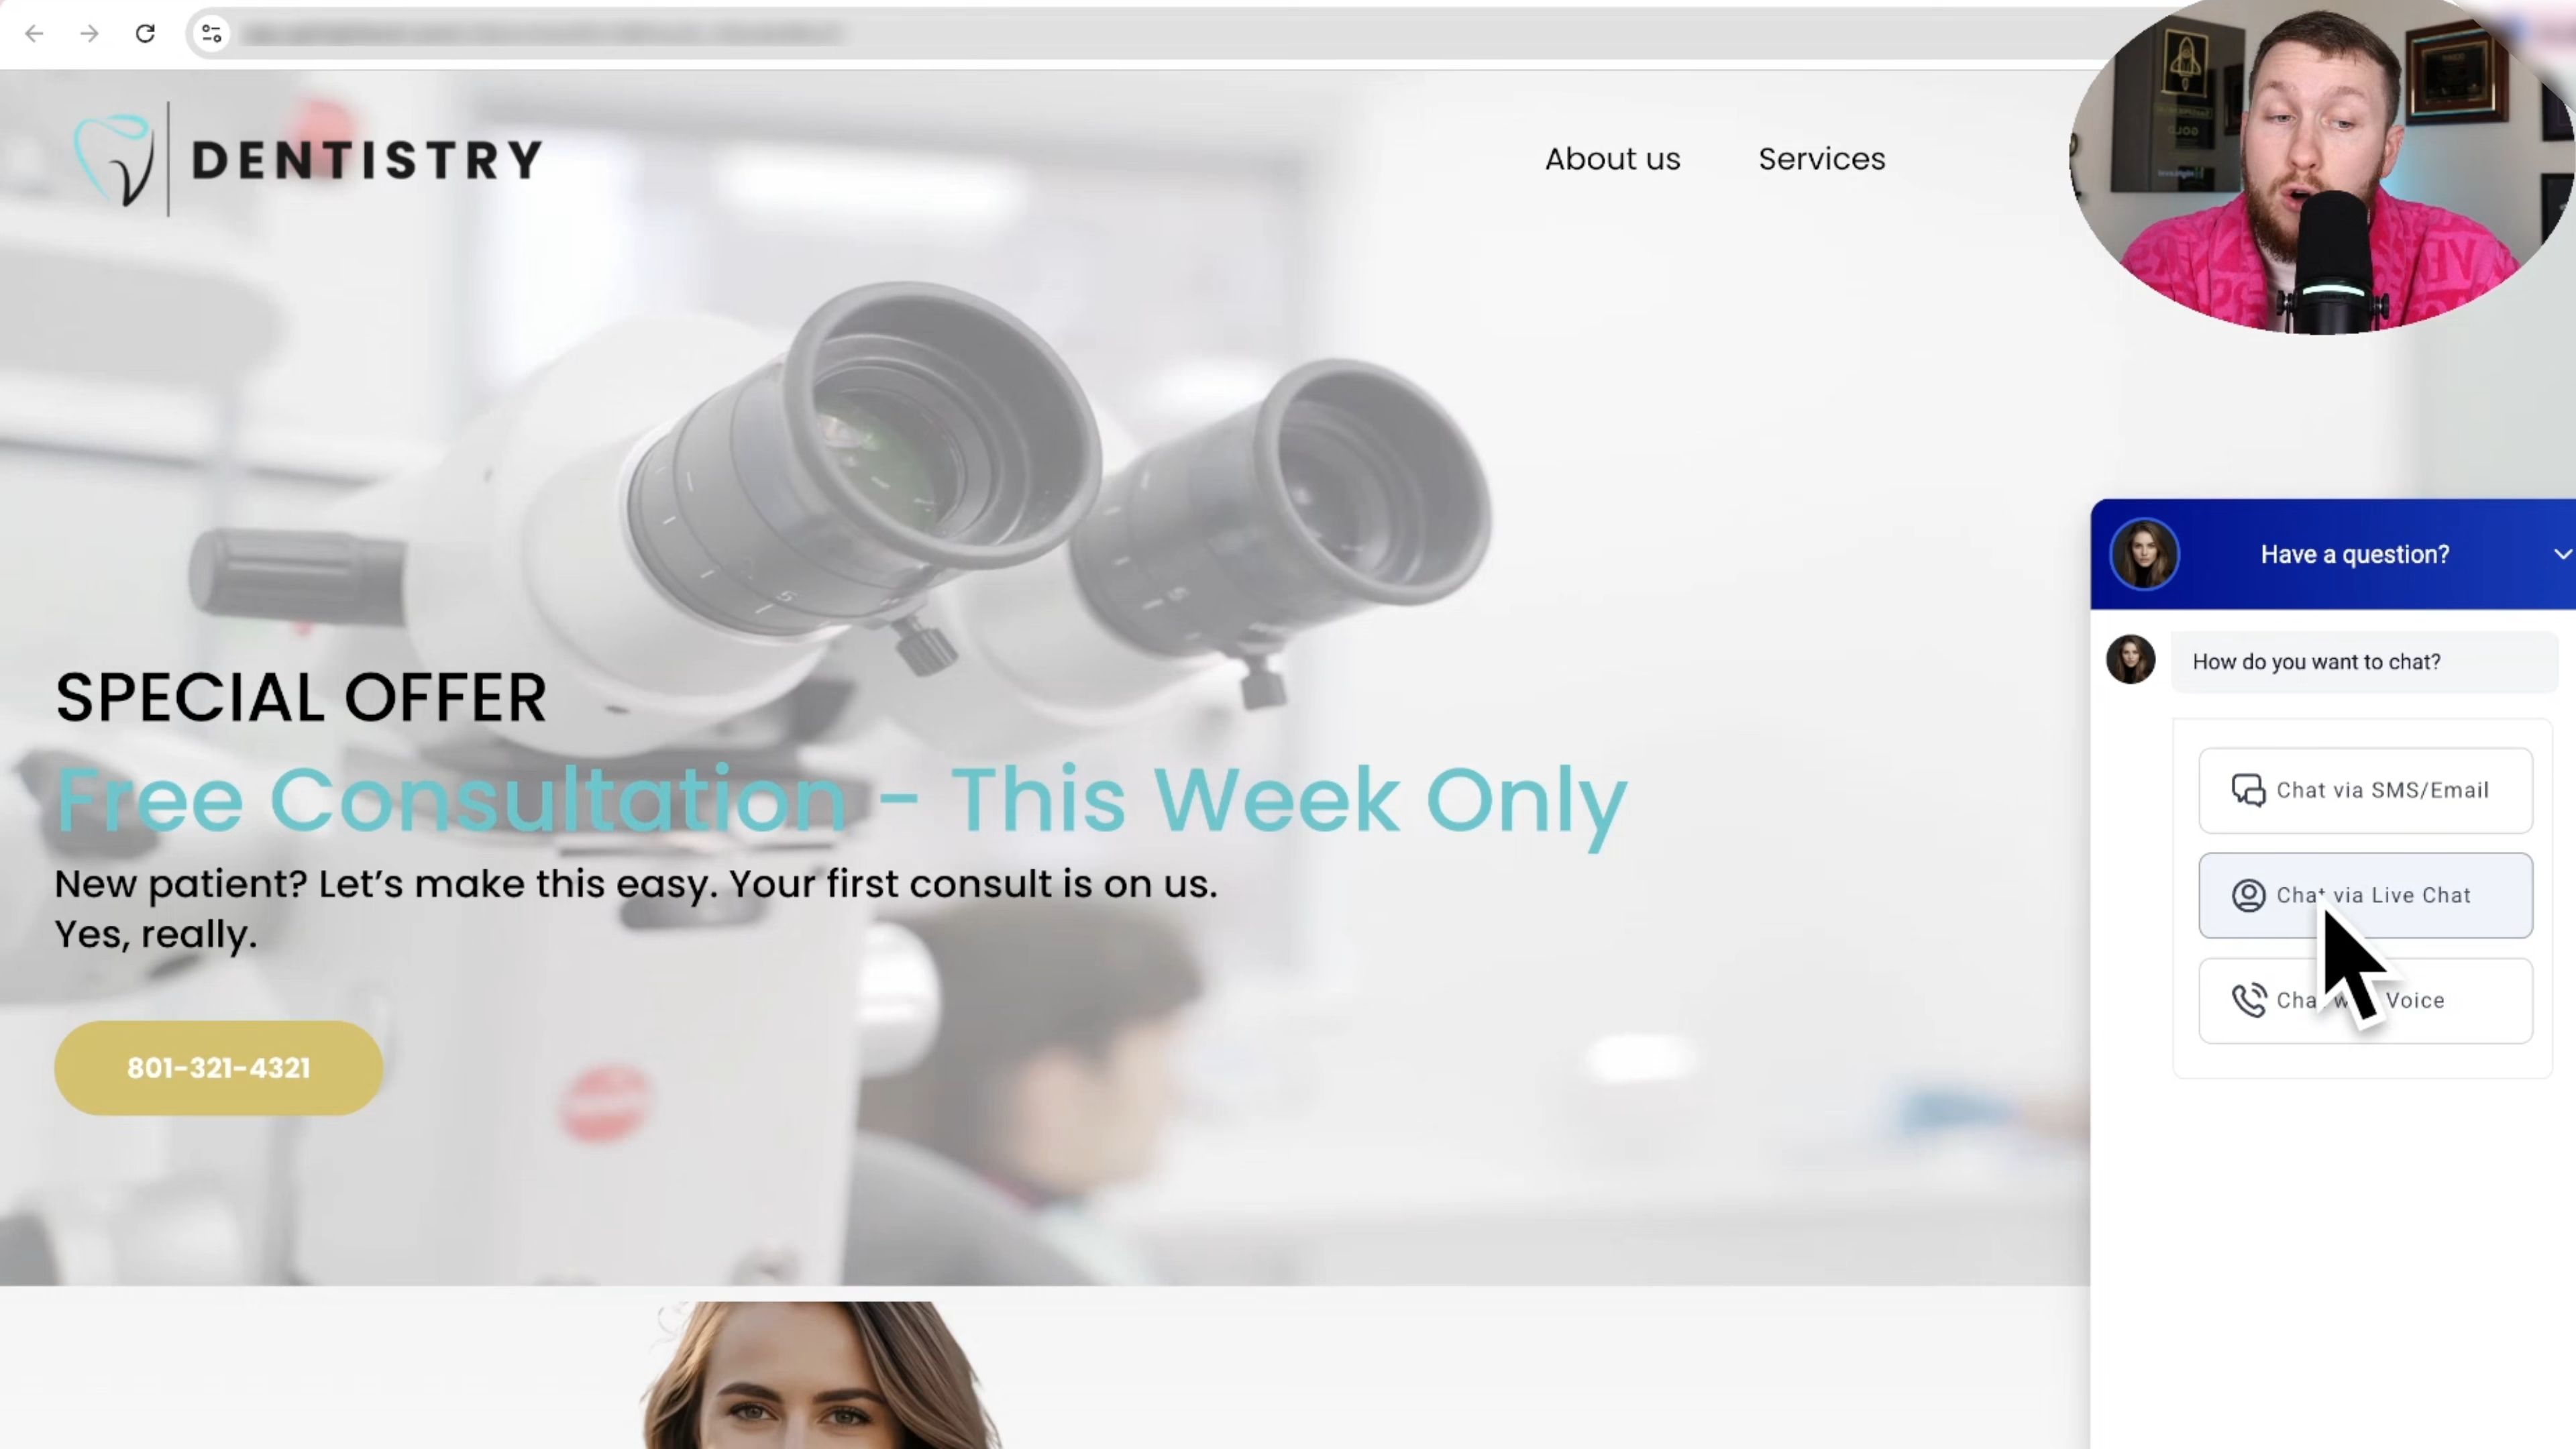 DENTISTRY
About us
Services
SPECIAL OFFER
Free Consultation – This Week Only
New patient? Let's make this easy. Your first consult is on us.
Yes, really.
801-321-4321
Have a question?
How do you want to chat?
Chat via SMS/Email
Chat via Live Chat
Voice
GOLD